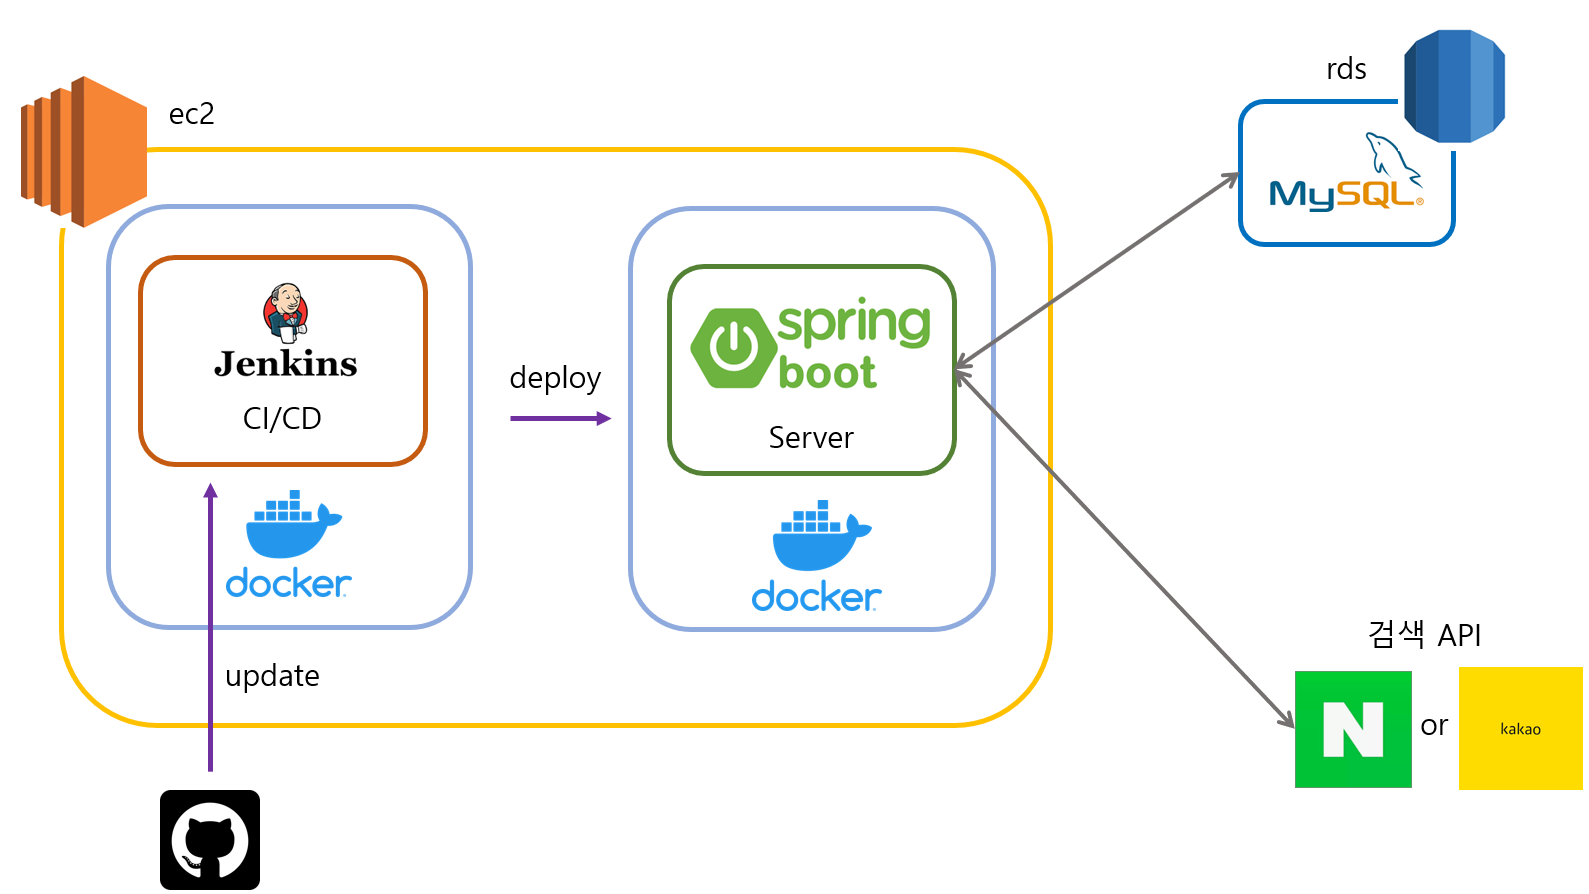 rds
ec2
MySQL®
Jenkins
CI/CD
deploy
spring
boot
Server
docker
docker
update
검색 API
N
or
kakao